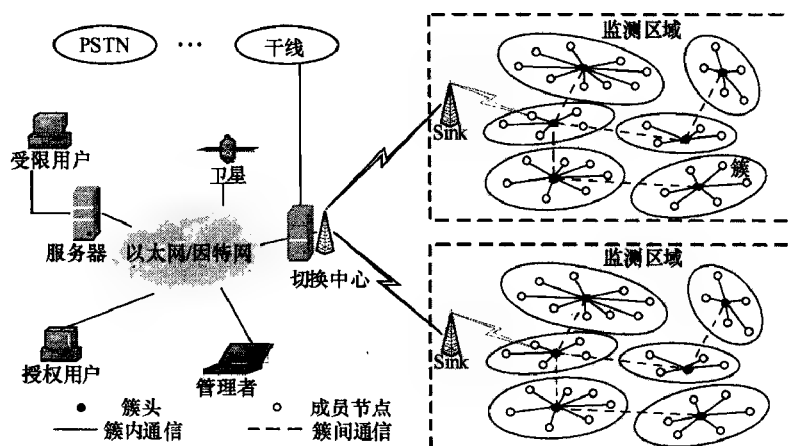 PSTN
...
干线
监测区域
Sink
簇
受限用户
卫星
服务器
以太网/因特网
切换中心
监测区域
Sink
授权用户
管理者
簇头
成员节点
簇内通信
簇间通信